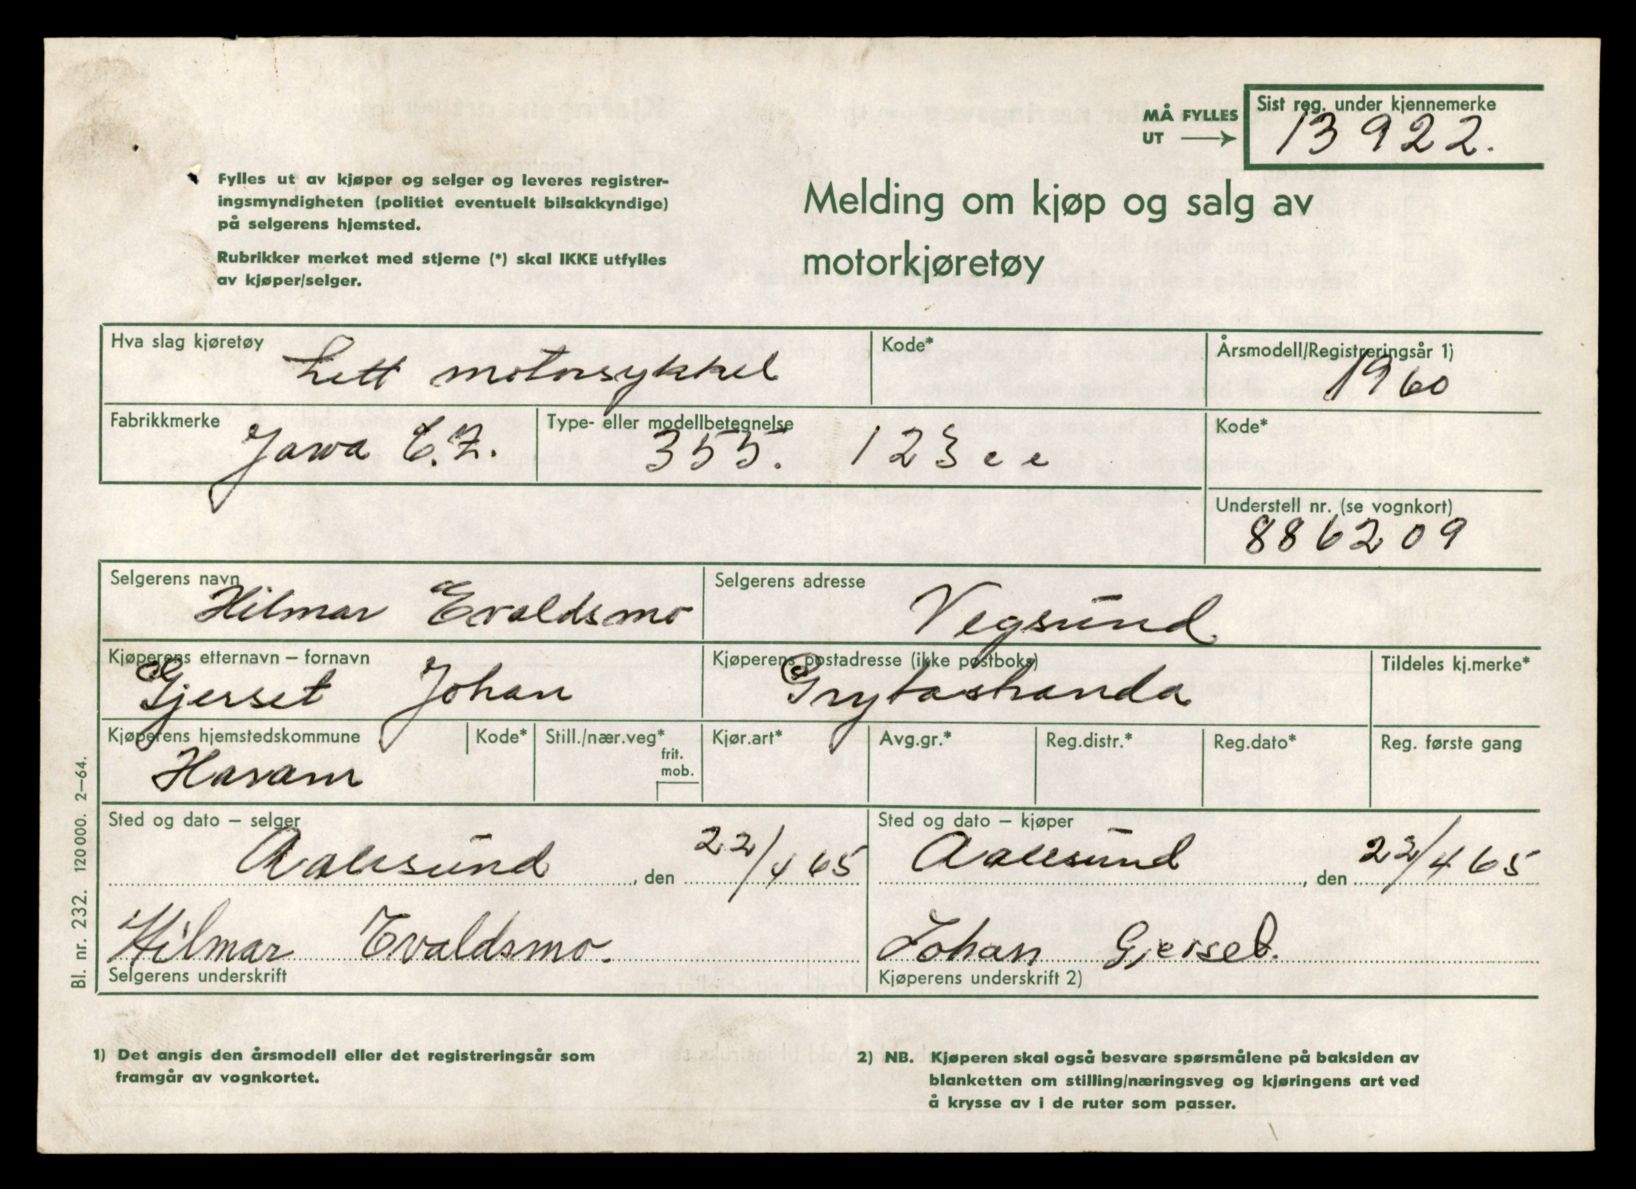 MÅ FYLLES
UT
Sist reg. under kjennemerke
13922.
Fylles ut av kjøper og selger og leveres registrer-
ingsmyndigheten (politiet eventuelt bilsakkyndige)
på selgerens hjemsted.
Rubrikker merket med stjerne (*) skal IKKE utfylles
av kjøper/selger.
Melding om kjøp og salg av
motorkjøretøy
Hva slag kjøretøy
Lett motorsykkel
Kode*
Årsmodell/Registreringsår 1)
1960
Fabrikkmerke
Jawa C.Z.
Type- eller modellbetegnelse
355. 123 c c
Kode*
Understell nr. (se vognkort)
886209
Selgerens navn
Hilmar Evaldsmo
Selgerens adresse
Vegsund
Kjøperens etternavn – fornavn
Gjerset Johan
Kjøperens postadresse (ikke postboks)
Grytastranda
Tildeles kj.merke*
Kjøperens hjemstedskommune
Haram
Kode*
Still./nær.veg*
frit.
mob.
Kjør.art*
Avg.gr.*
Reg.distr.*
Reg.dato*
Reg. første gang
Sted og dato – selger
Aalesund, den 22/4 65
Sted og dato – kjøper
Aalesund, den 22/4 65
Hilmar Evaldsmo.
Selgerens underskrift
Johan Gjerset.
Kjøperens underskrift 2)
Bl. nr. 232. 120 000. 2–64.
1) Det angis den årsmodell eller det registreringsår som
framgår av vognkortet.
2) NB. Kjøperen skal også besvare spørsmålene på baksiden av
blanketten om stilling/næringsveg og kjøringens art ved
å krysse av i de ruter som passer.